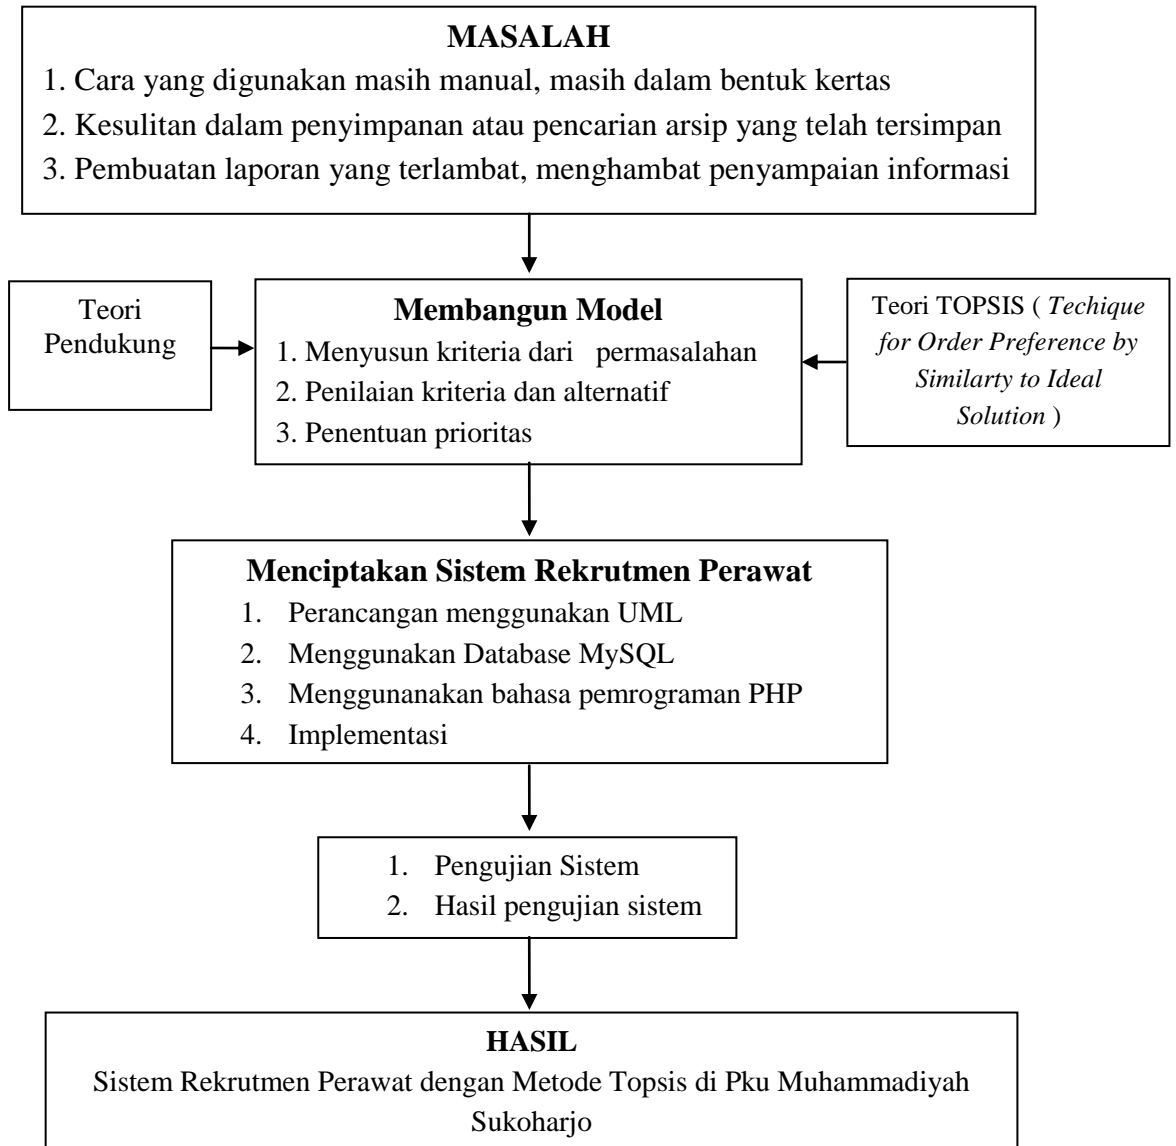 MASALAH
1. Cara yang digunakan masih manual, masih dalam bentuk kertas
2. Kesulitan dalam penyimpanan atau pencarian arsip yang telah tersimpan
3. Pembuatan laporan yang terlambat, menghambat penyampaian informasi
Teori
Pendukung
Membangun Model
1. Menyusun kriteria dari permasalahan
2. Penilaian kriteria dan alternatif
3. Penentuan prioritas
Teori TOPSIS ( Techique
for Order Preference by
Similarty to Ideal
Solution )
Menciptakan Sistem Rekrutmen Perawat
1. Perancangan menggunakan UML
2. Menggunakan Database MySQL
3. Menggunanakan bahasa pemrograman PHP
4. Implementasi
1. Pengujian Sistem
2. Hasil pengujian sistem
HASIL
Sistem Rekrutmen Perawat dengan Metode Topsis di Pku Muhammadiyah
Sukoharjo